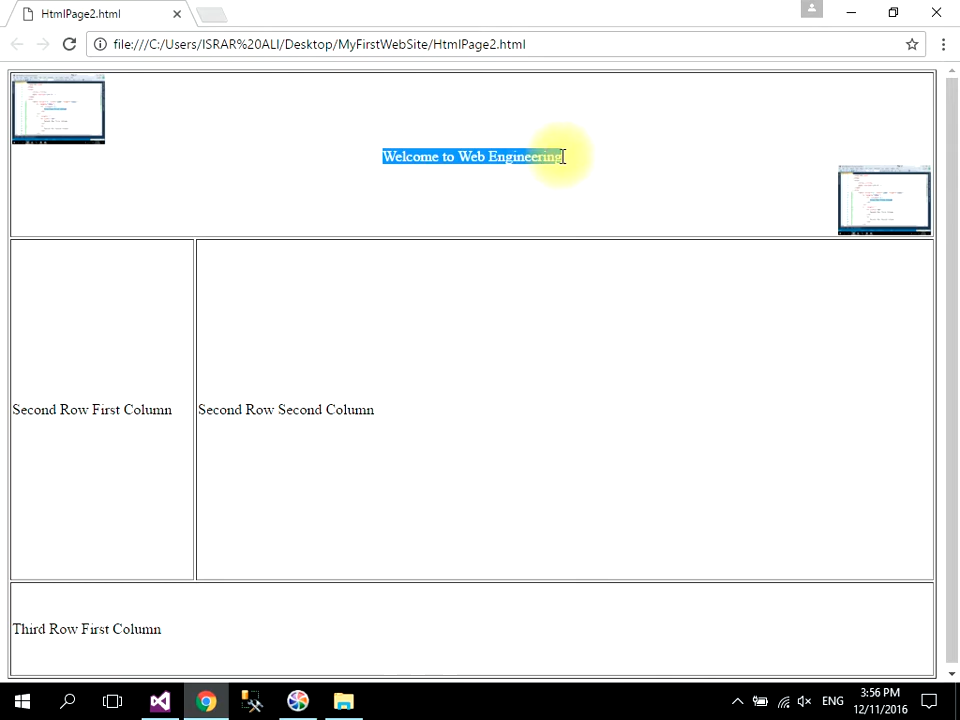 HtmlPage2.html
file:///C:/Users/ISRAR%20ALI/Desktop/MyFirstWebSite/HtmlPage2.html
Welcome to Web Engineering
Second Row First Column
Second Row Second Column
Third Row First Column
ENG
3:56 PM
12/11/2016